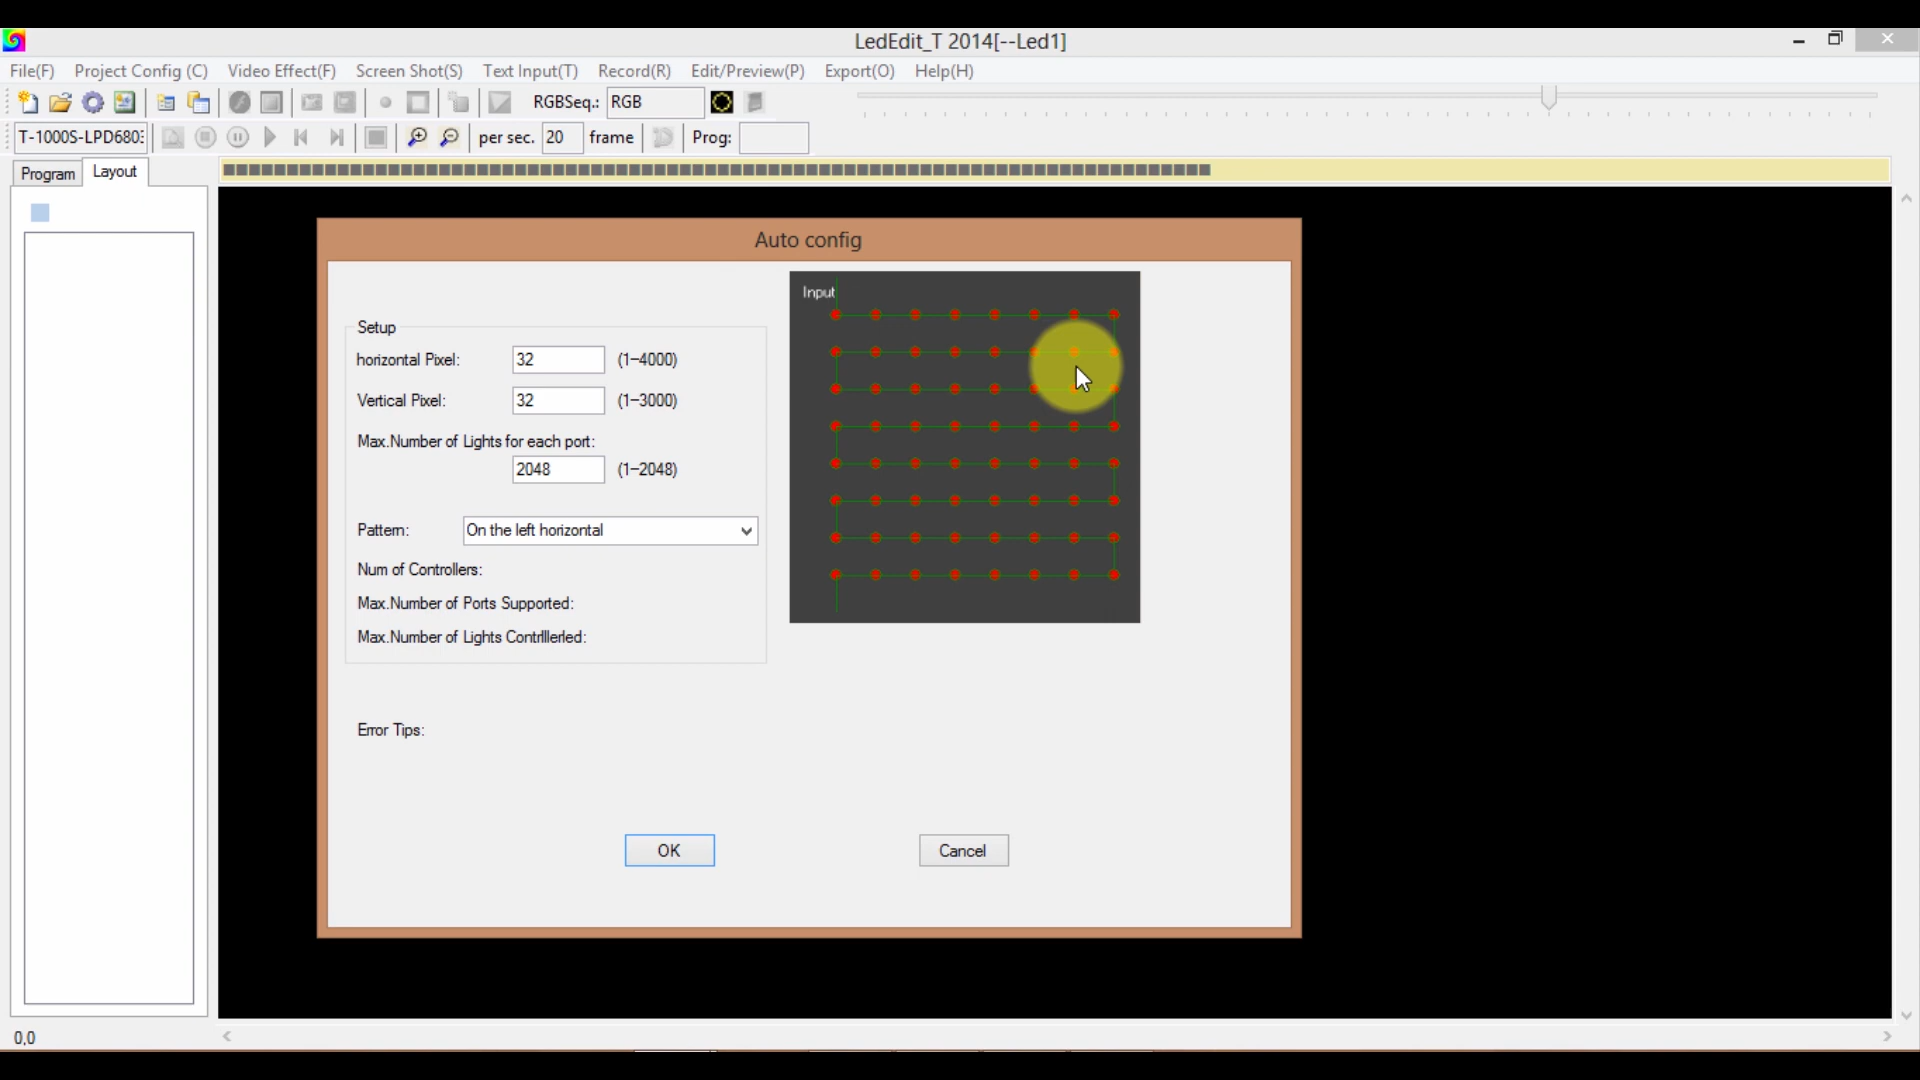 LedEdit_T 2014[--Led1]
File(F) Project Config (C) Video Effect(F) Screen Shot(S) Text Input(T) Record(R) Edit/Preview(P) Export(O) Help(H)
RGBSeq.: RGB
T-1000S-LPD6803 per sec. 20 frame Prog:
Program Layout
Auto config
Input
Setup
horizontal Pixel: 32 (1-4000)
Vertical Pixel: 32 (1-3000)
Max.Number of Lights for each port:
2048 (1-2048)
Pattern: On the left horizontal
Num of Controllers:
Max.Number of Ports Supported:
Max.Number of Lights Contrlllerled:
Error Tips:
OK Cancel
0,0